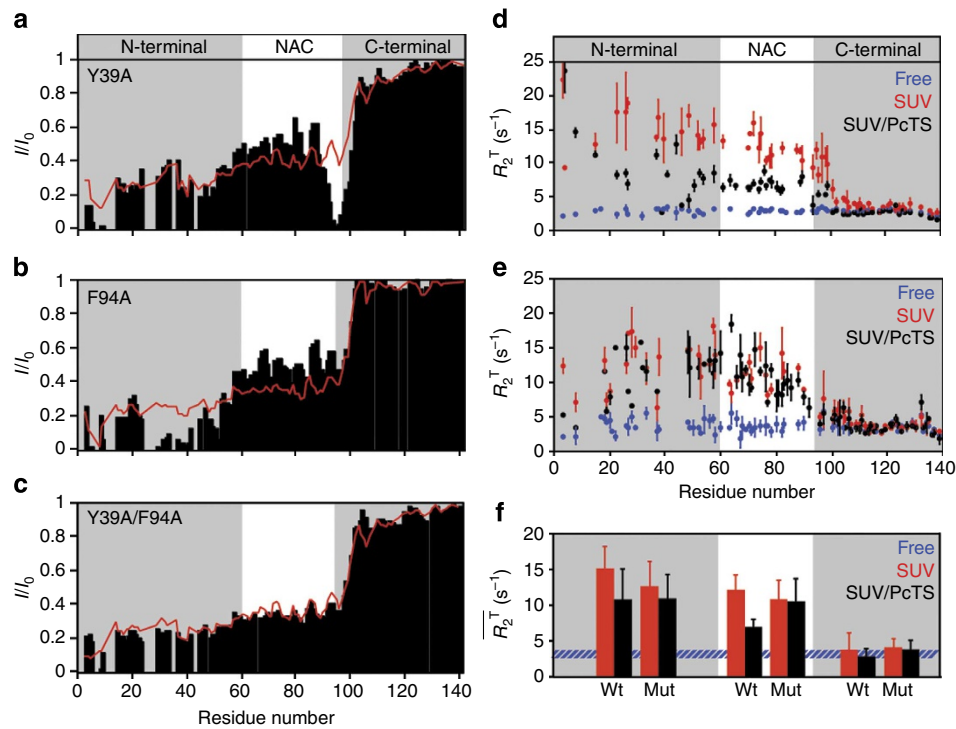 a
N-terminal NAC C-terminal
Y39A
1
0.8
0.6
0.4
0.2
0
I/I0
b
F94A
1
0.8
0.6
0.4
0.2
0
I/I0
c
Y39A/F94A
1
0.8
0.6
0.4
0.2
0
I/I0
0 20 40 60 80 100 120 140
Residue number
d
N-terminal NAC C-terminal
Free
SUV
SUV/PcTS
25
20
15
10
5
0
R2T (s−1)
e
Free
SUV
SUV/PcTS
25
20
15
10
5
0
R2T (s−1)
0 20 40 60 80 100 120 140
Residue number
f
Free
SUV
SUV/PcTS
20
15
10
5
0
R2T (s−1)
Wt Mut Wt Mut Wt Mut